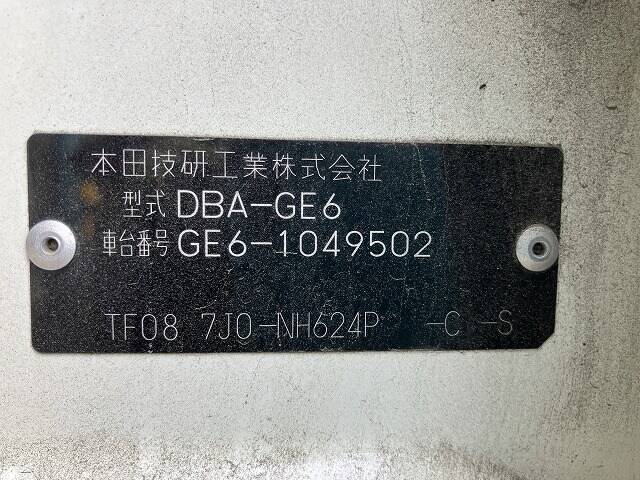 本田技研工業株式会社
型式 DBA-GE6
車台番号 GE6-1049502
TF08 7J0-NH624P -C -S